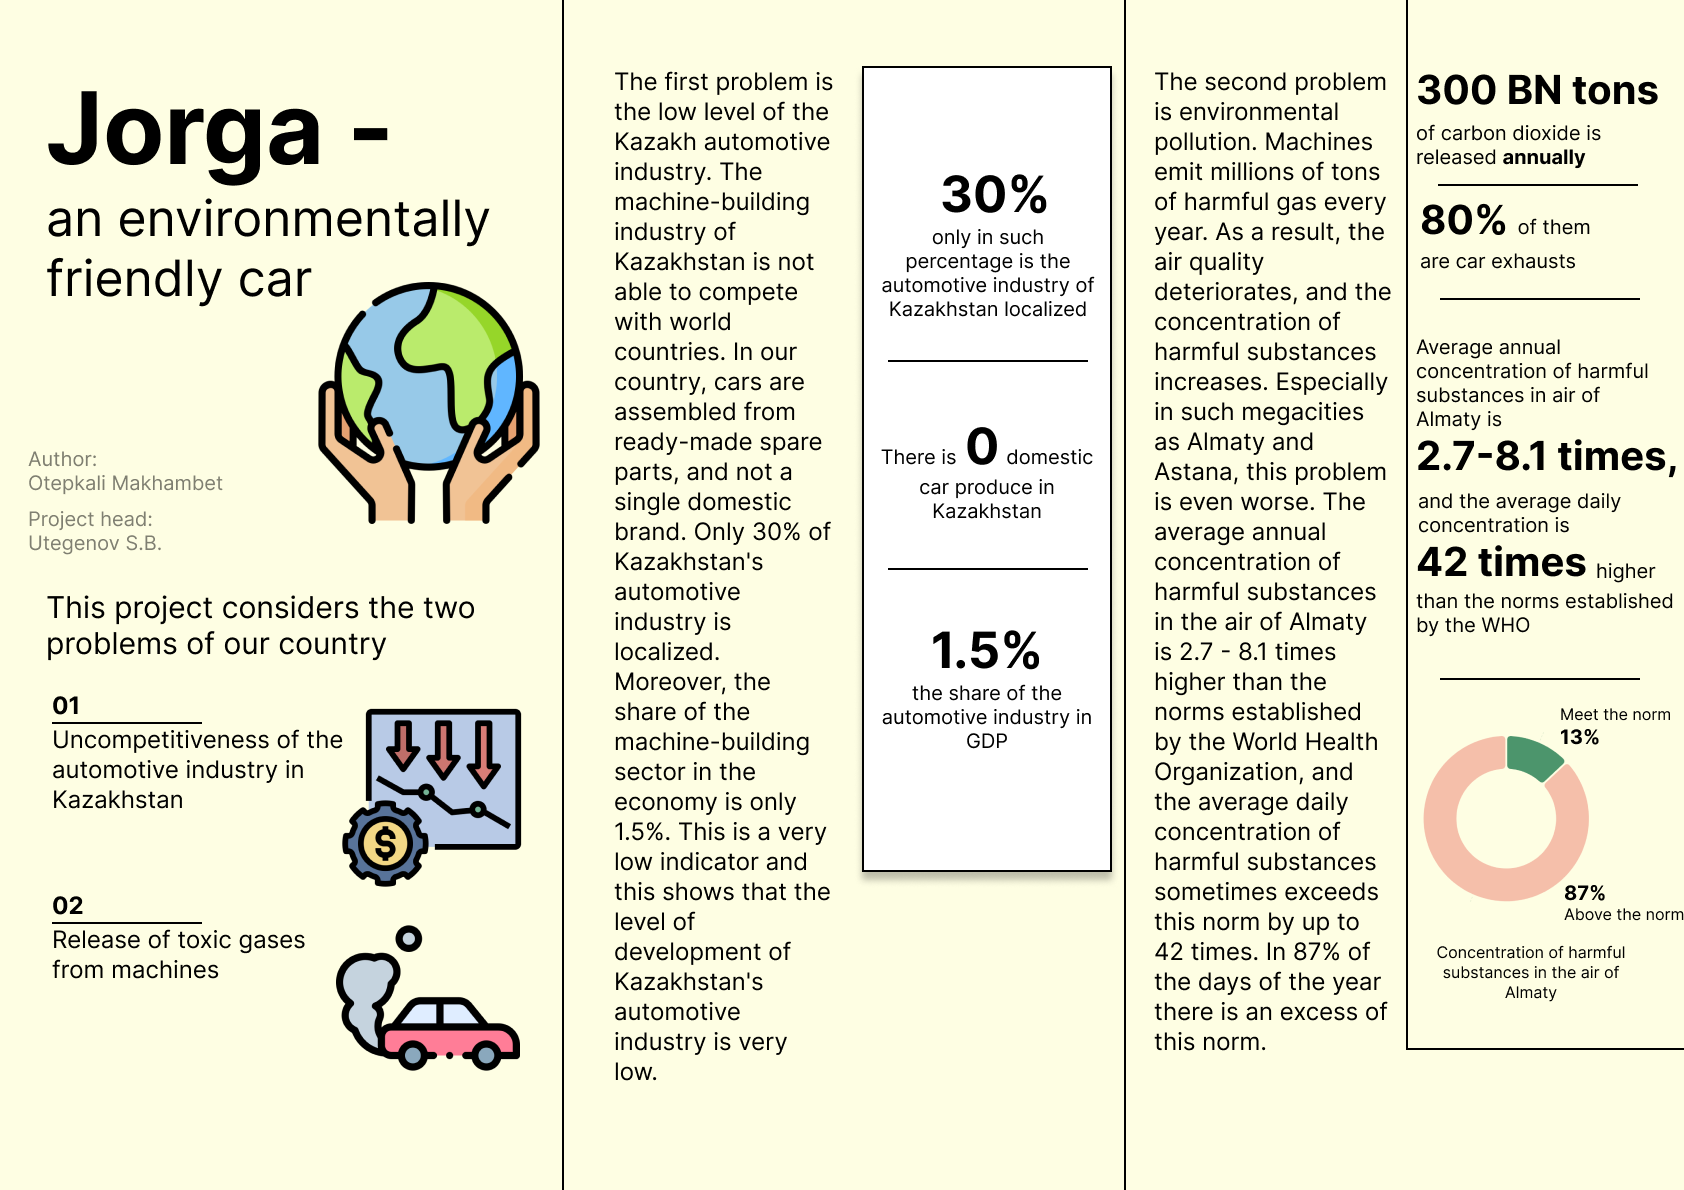 Jorga -
an environmentally
friendly car
Author:
Otepkali Makhambet
Project head:
Utegenov S.B.
This project considers the two
problems of our country
01
Uncompetitiveness of the
automotive industry in
Kazakhstan
$
02
Release of toxic gases
from machines
The first problem is
the low level of the
Kazakh automotive
industry. The
machine-building
industry of
Kazakhstan is not
able to compete
with world
countries. In our
country, cars are
assembled from
ready-made spare
parts, and not a
single domestic
brand. Only 30% of
Kazakhstan's
automotive
industry is
localized.
Moreover, the
share of the
machine-building
sector in the
economy is only
1.5%. This is a very
low indicator and
this shows that the
level of
development of
Kazakhstan's
automotive
industry is very
low.
30%
only in such
percentage is the
automotive industry of
Kazakhstan localized
There is 0 domestic
car produce in
Kazakhstan
1.5%
the share of the
automotive industry in
GDP
The second problem
is environmental
pollution. Machines
emit millions of tons
of harmful gas every
year. As a result, the
air quality
deteriorates, and the
concentration of
harmful substances
increases. Especially
in such megacities
as Almaty and
Astana, this problem
is even worse. The
average annual
concentration of
harmful substances
in the air of Almaty
is 2.7 - 8.1 times
higher than the
norms established
by the World Health
Organization, and
the average daily
concentration of
harmful substances
sometimes exceeds
this norm by up to
42 times. In 87% of
the days of the year
there is an excess of
this norm.
300 BN tons
of carbon dioxide is
released annually
80% of them
are car exhausts
Average annual
concentration of harmful
substances in air of
Almaty is
2.7-8.1 times,
and the average daily
concentration is
42 times higher
than the norms established
by the WHO
Meet the norm
13%
87%
Above the norm
Concentration of harmful
substances in the air of
Almaty